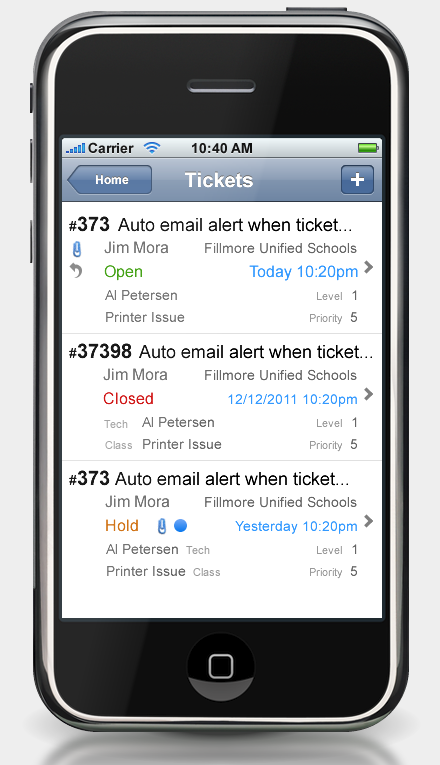 Carrier 10:40 AM
Home Tickets +
#373 Auto email alert when ticket...
Jim Mora Fillmore Unified Schools
Open Today 10:20pm
Al Petersen Level 1
Printer Issue Priority 5
#37398 Auto email alert when ticket...
Jim Mora Fillmore Unified Schools
Closed 12/12/2011 10:20pm
Tech Al Petersen Level 1
Class Printer Issue Priority 5
#373 Auto email alert when ticket...
Jim Mora Fillmore Unified Schools
Hold Yesterday 10:20pm
Al Petersen Tech Level 1
Printer Issue Class Priority 5